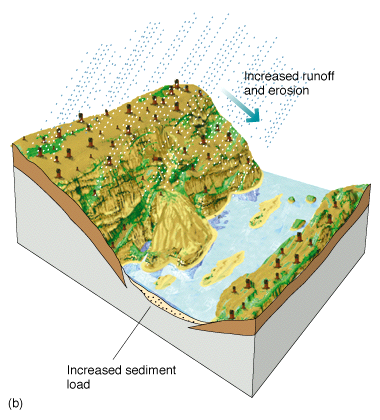 Increased runoff
and erosion
Increased sediment
load
(b)